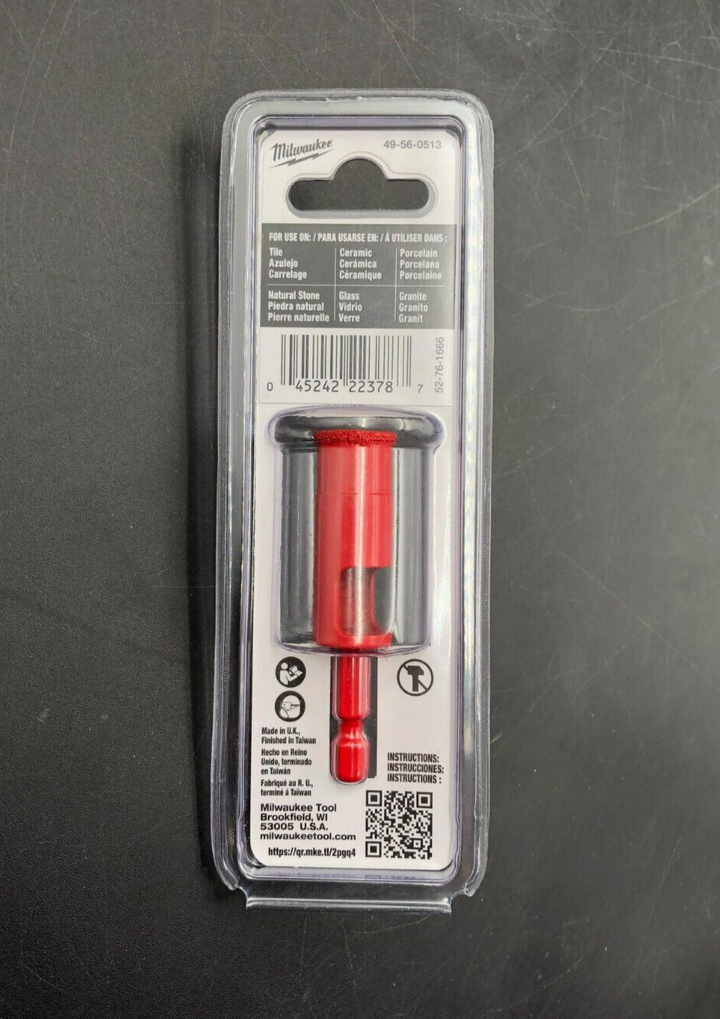 Milwaukee
49-56-0513
FOR USE ON: / PARA USARSE EN: / À UTILISER DANS :
Tile Ceramic Porcelain
Azulejo Cerámica Porcelana
Carrelage Céramique Porcelaine
Natural Stone Glass Granite
Piedra natural Vidrio Granito
Pierre naturelle Verre Granit
0 45242 22378 7
52-76-1666
Made in U.K.,
Finished in Taiwan
Hecho en Reino
Unido, terminado
en Taiwán
Fabriqué au R. U.,
terminé à Taiwan
INSTRUCTIONS:
INSTRUCCIONES:
INSTRUCTIONS :
Milwaukee Tool
Brookfield, WI
53005 U.S.A.
milwaukeetool.com
https://qr.mke.tl/2pgq4